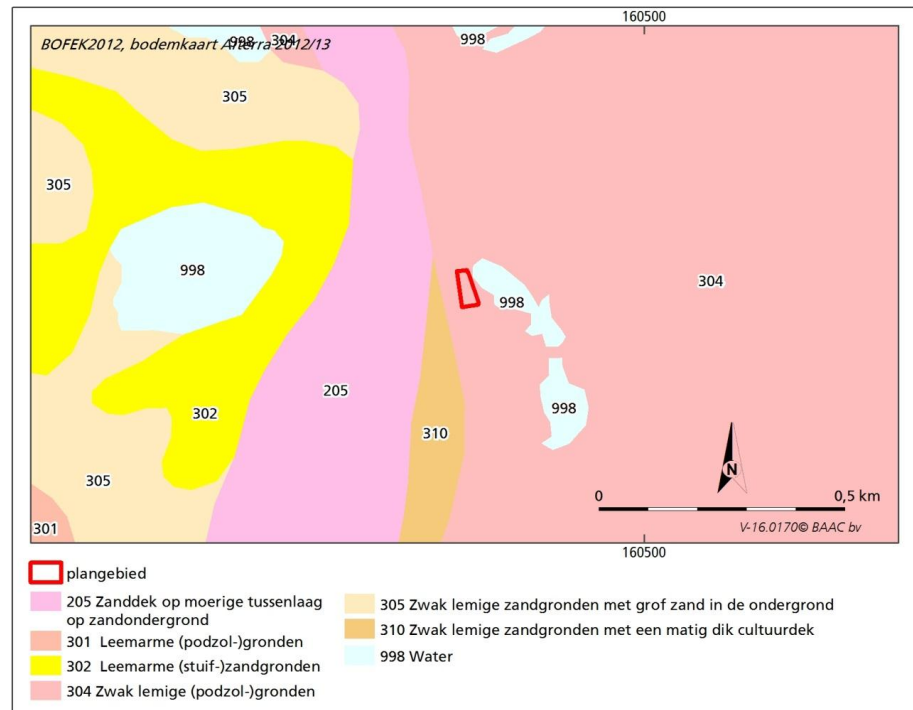 160500
BOFEK2012, bodemkaart Alterra 2012/13
998
304
998
305
305
998
304
998
205
998
302
310
305
N
0
0,5 km
301
V-16.0170© BAAC bv
160500
plangebied
205 Zanddek op moerige tussenlaag
op zandondergrond
301 Leemarme (podzol-)gronden
302 Leemarme (stuif-)zandgronden
304 Zwak lemige (podzol-)gronden
305 Zwak lemige zandgronden met grof zand in de ondergrond
310 Zwak lemige zandgronden met een matig dik cultuurdek
998 Water